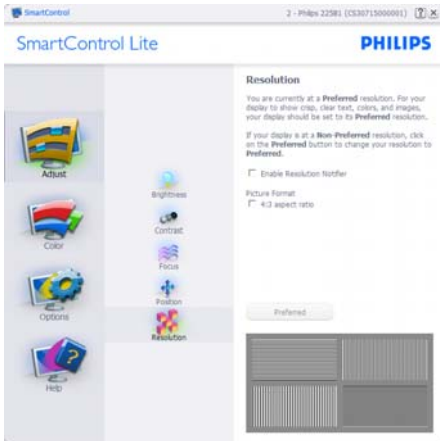 SmartControl
2 - Philips 225B1 (CS30715000001)
SmartControl Lite
PHILIPS
Adjust
Color
Options
Help
Brightness
Contrast
Focus
Position
Resolution
Resolution
You are currently at a Preferred resolution. For your
display to show crisp, clear text, colors, and images,
your display should be set to its Preferred resolution.
If your display is at a Non-Preferred resolution, click
on the Preferred button to change your resolution to
Preferred.
Enable Resolution Notifier
Picture Format
4:3 aspect ratio
Preferred